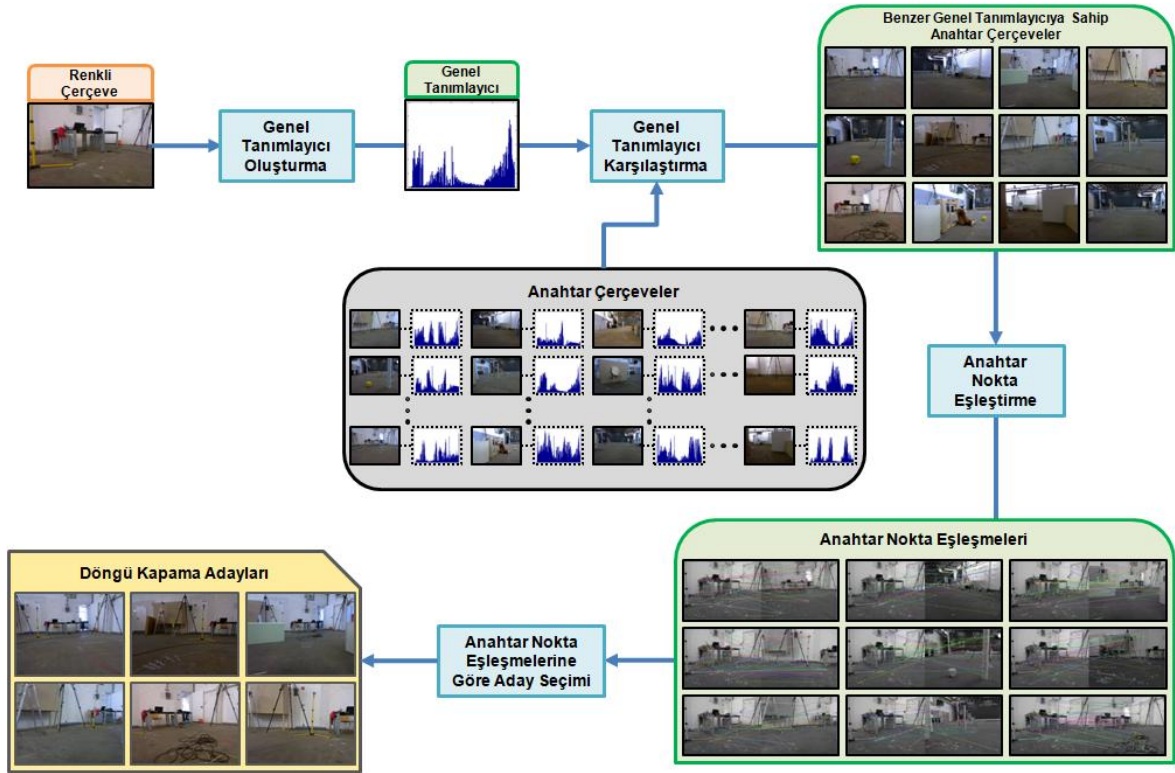 Renkli
Çerçeve
Genel
Tanımlayıcı
Oluşturma
Genel
Tanımlayıcı
Genel
Tanımlayıcı
Karşılaştırma
Benzer Genel Tanımlayıcıya Sahip
Anahtar Çerçeveler
Anahtar Çerçeveler
Anahtar
Nokta
Eşleştirme
Anahtar Nokta Eşleşmeleri
Anahtar Nokta
Eşleşmelerine
Göre Aday Seçimi
Döngü Kapama Adayları